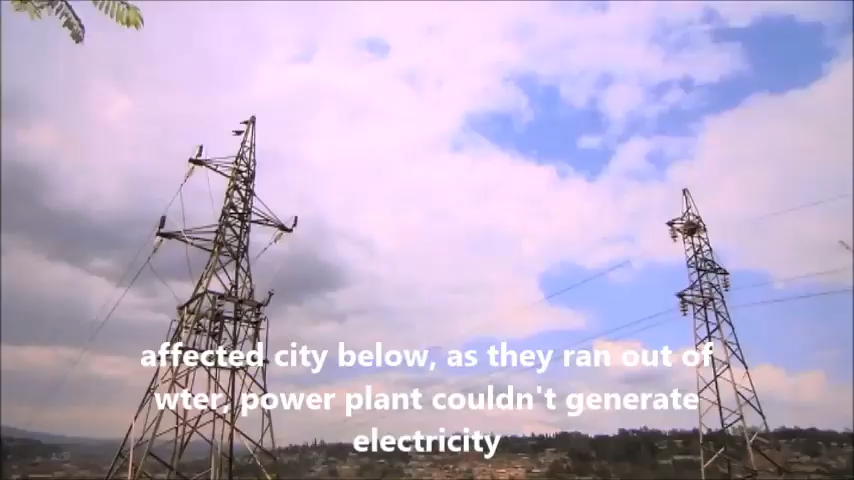 affected city below, as they ran out of
wter, power plant couldn't generate
electricity